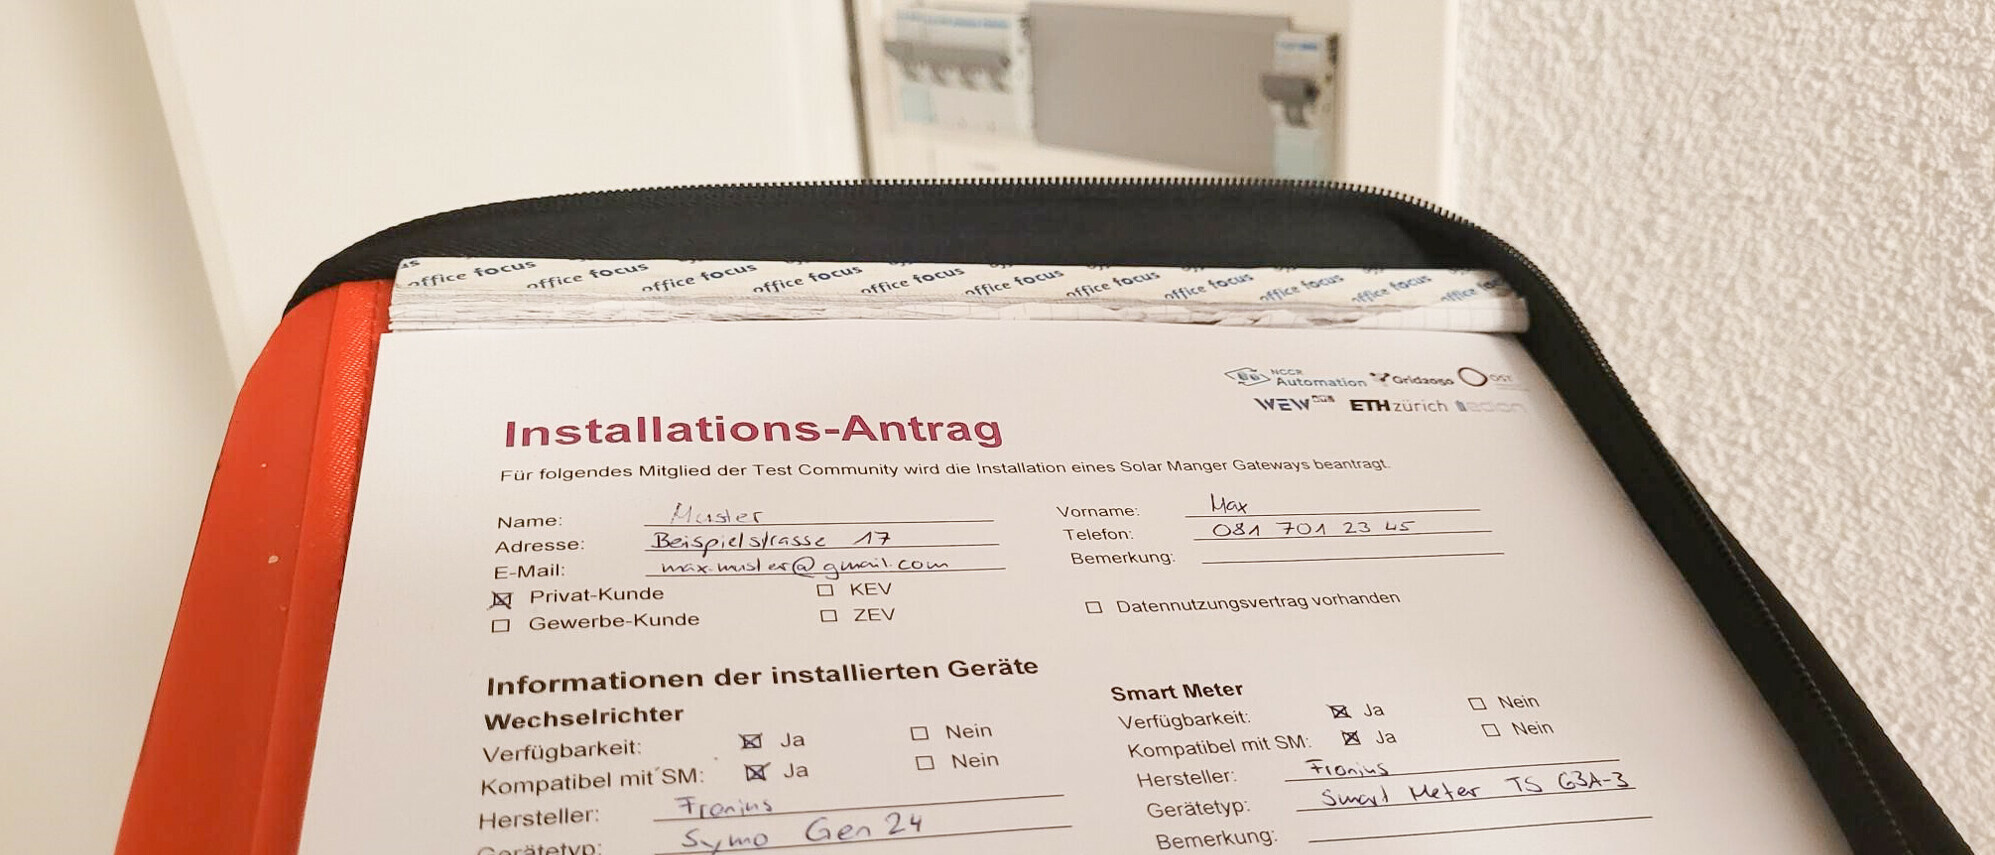 office focus office focus office focus office focus office focus office focus office focus office focus office focus office focus
NCCR Automation Grid2050 OST
WEW ETH zürich
Installations-Antrag
Für folgendes Mitglied der Test Community wird die Installation eines Solar Manger Gateways beantragt.
Name: Muster Vorname: Max
Adresse: Beispielstrasse 17 Telefon: 081 701 23 45
E-Mail: max.muster@gmail.com Bemerkung:
Privat-Kunde KEV
Datennutzungsvertrag vorhanden
Gewerbe-Kunde ZEV
Informationen der installierten Geräte
Wechselrichter
Verfügbarkeit: Ja Nein
Kompatibel mit SM: Ja Nein
Hersteller: Fronius
Gerätetyp: Symo Gen 24
Smart Meter
Verfügbarkeit: Ja Nein
Kompatibel mit SM: Ja Nein
Hersteller: Fronius
Gerätetyp: Smart Meter TS 63A-3
Bemerkung: